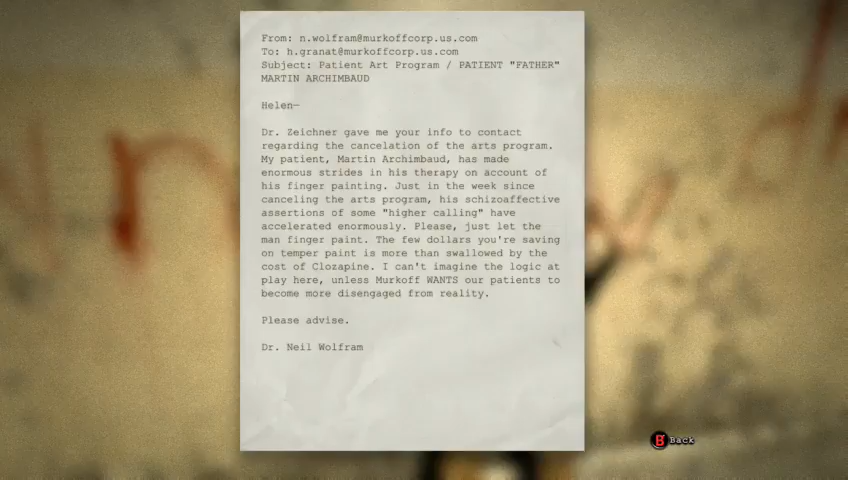 From: n.wolfram@murkoffcorp.us.com
To: h.granat@murkoffcorp.us.com
Subject: Patient Art Program / PATIENT "FATHER"
MARTIN ARCHIMBAUD
Helen—
Dr. Zeichner gave me your info to contact
regarding the cancelation of the arts program.
My patient, Martin Archimbaud, has made
enormous strides in his therapy on account of
his finger painting. Just in the week since
canceling the arts program, his schizoaffective
assertions of some "higher calling" have
accelerated enormously. Please, just let the
man finger paint. The few dollars you're saving
on temper paint is more than swallowed by the
cost of Clozapine. I can't imagine the logic at
play here, unless Murkoff WANTS our patients to
become more disengaged from reality.
Please advise.
Dr. Neil Wolfram
B Back